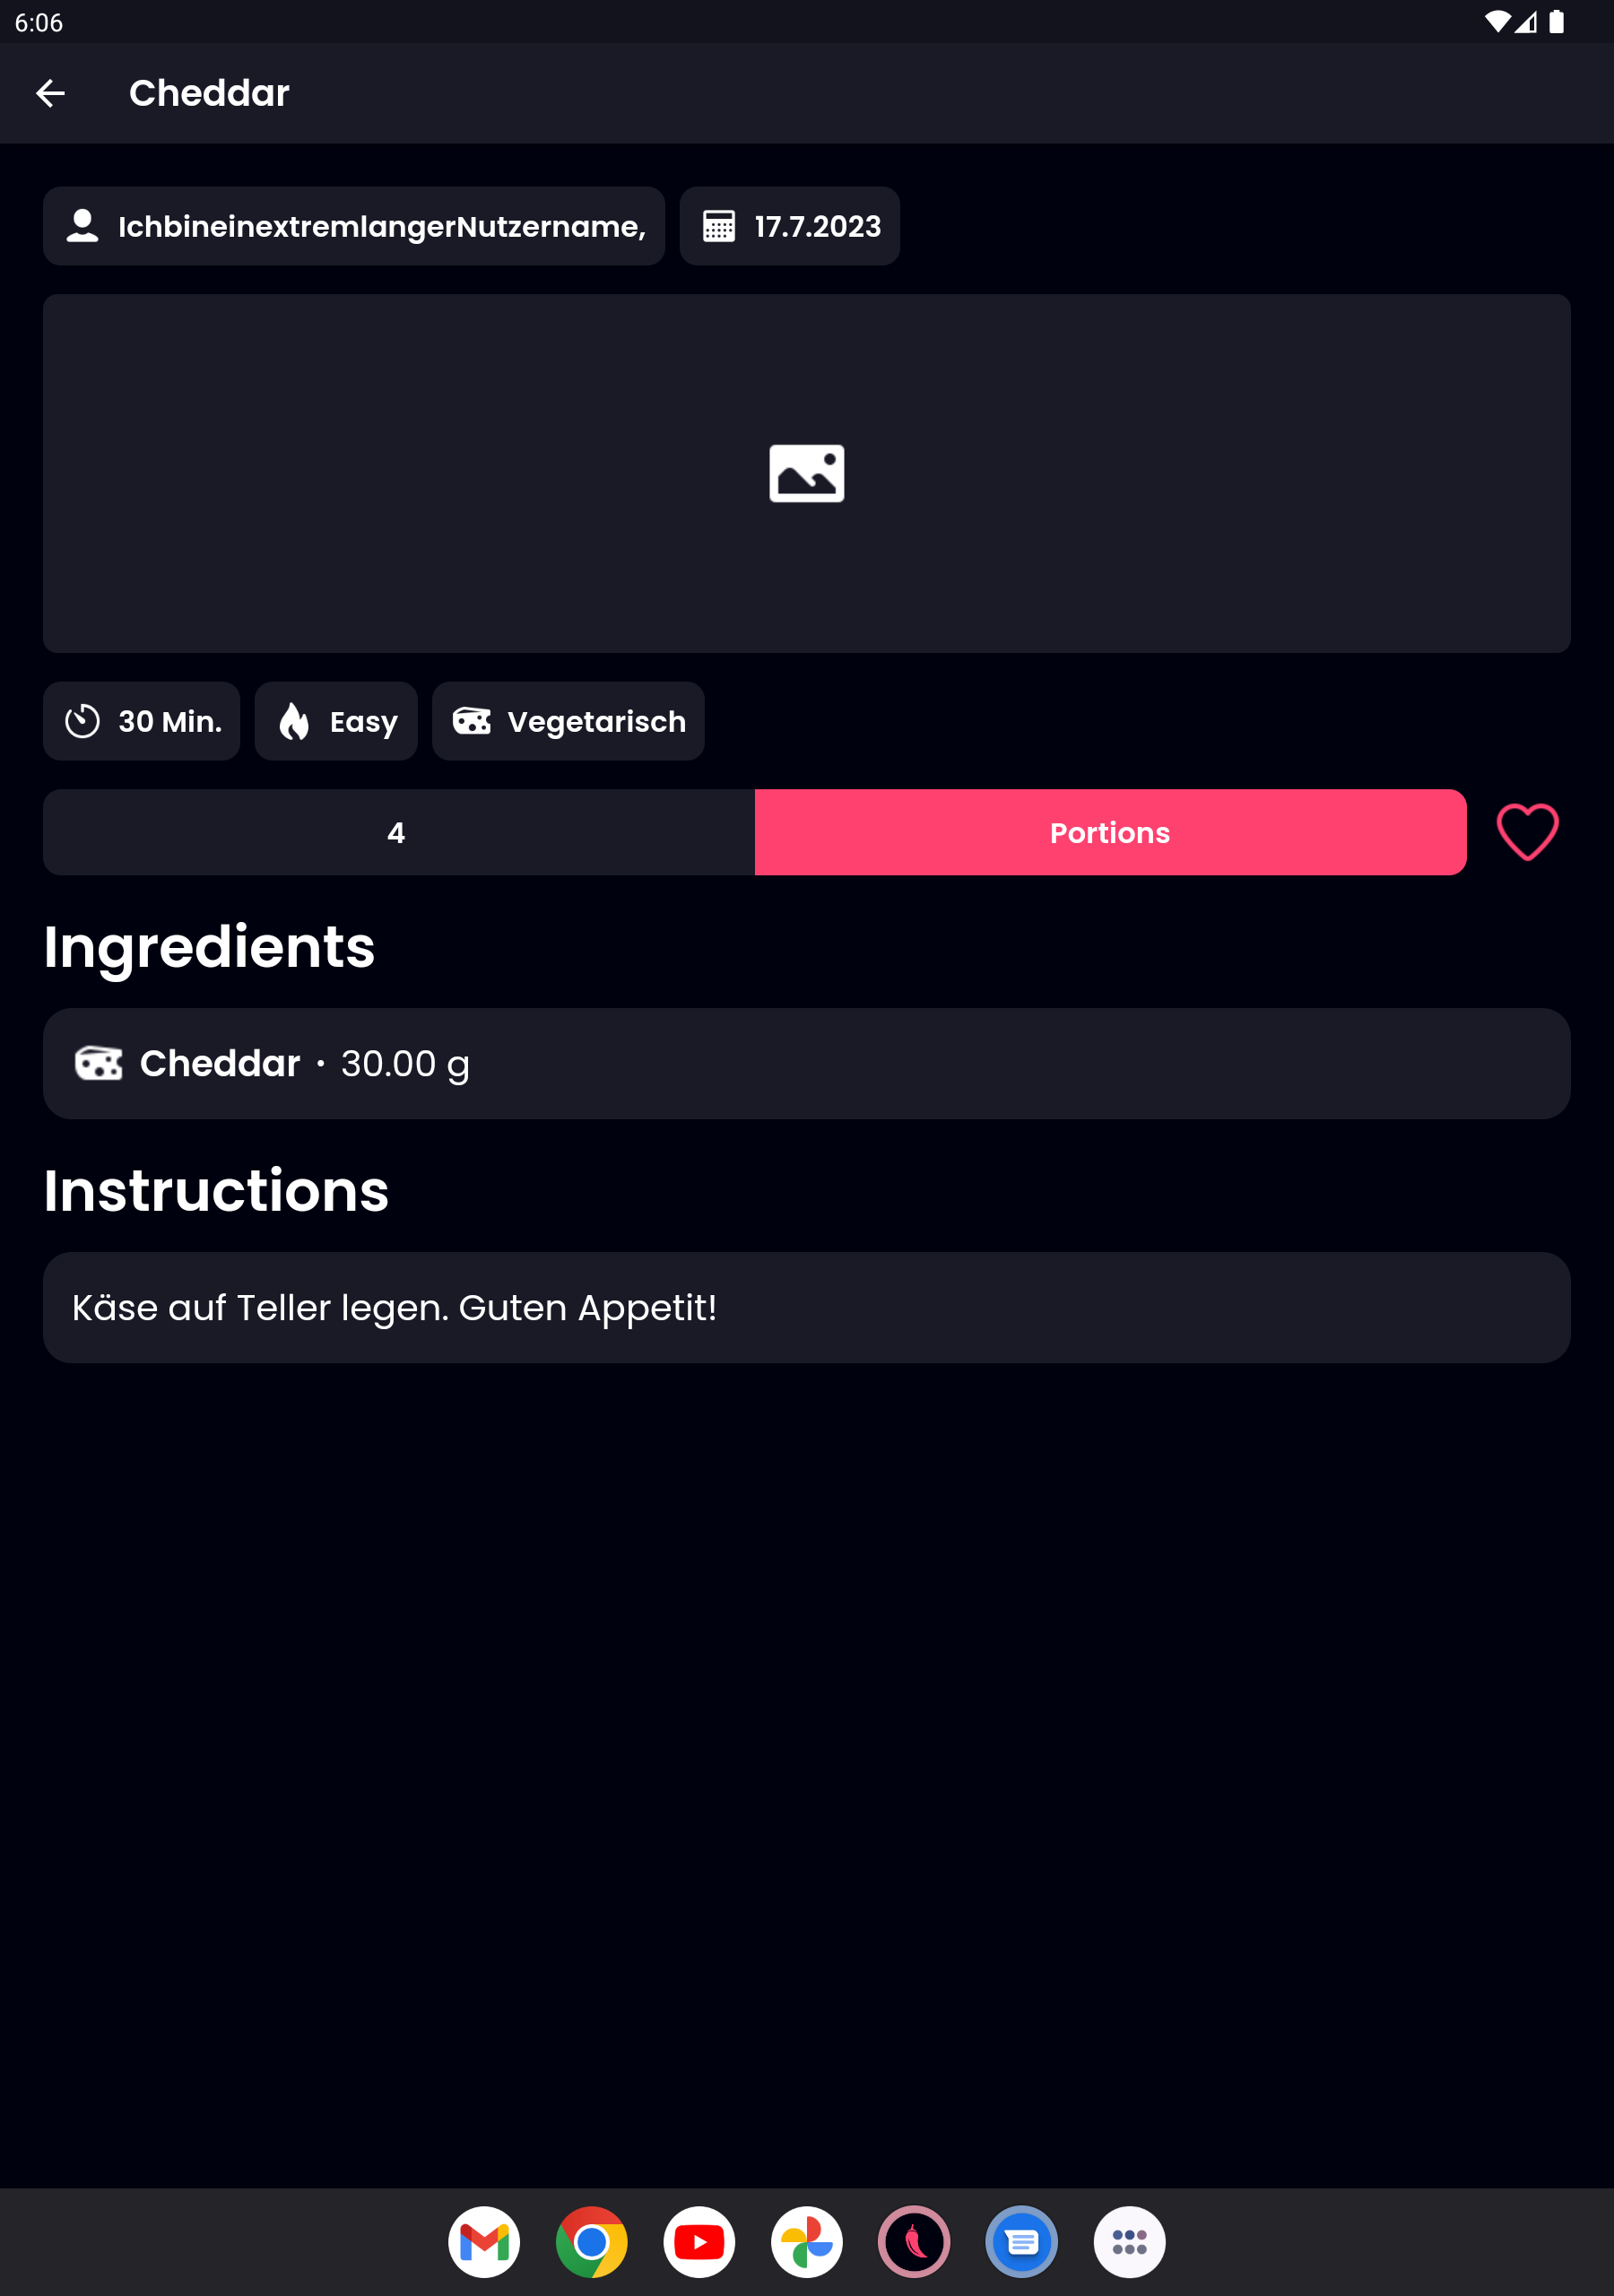 6:06
Cheddar
IchbineinextremlangerNutzername,
17.7.2023
30 Min.
Easy
Vegetarisch
4
Portions
Ingredients
Cheddar · 30.00 g
Instructions
Käse auf Teller legen. Guten Appetit!